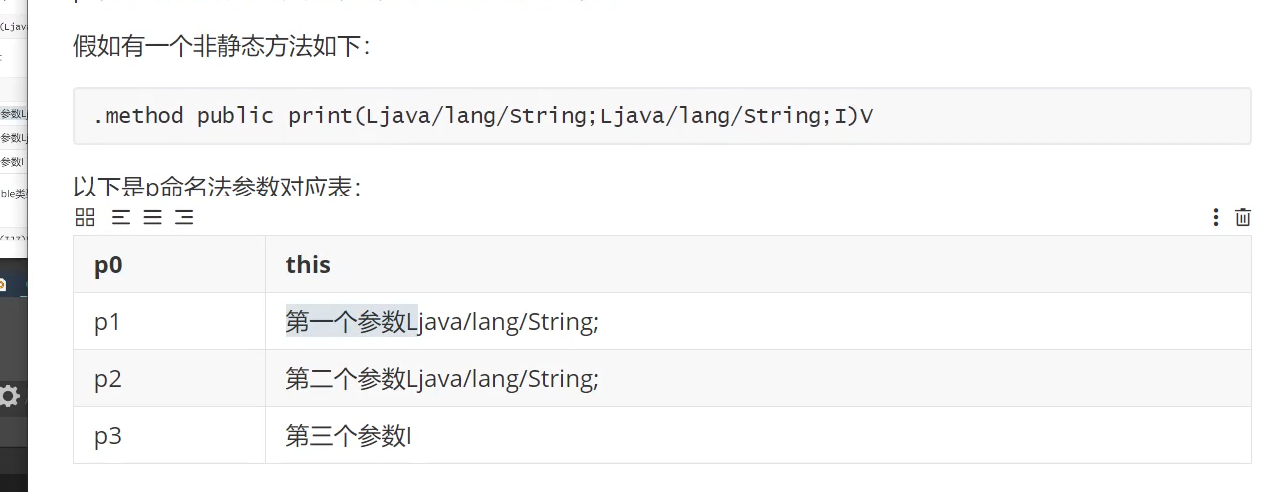 (Ljav
假如有一个非静态方法如下：
.method public print(Ljava/lang/String;Ljava/lang/String;I)V
参数L
参数L
参数I
ble类
以下是p命名法参数对应表：
p0 this
p1 第一个参数Ljava/lang/String;
p2 第二个参数Ljava/lang/String;
p3 第三个参数I